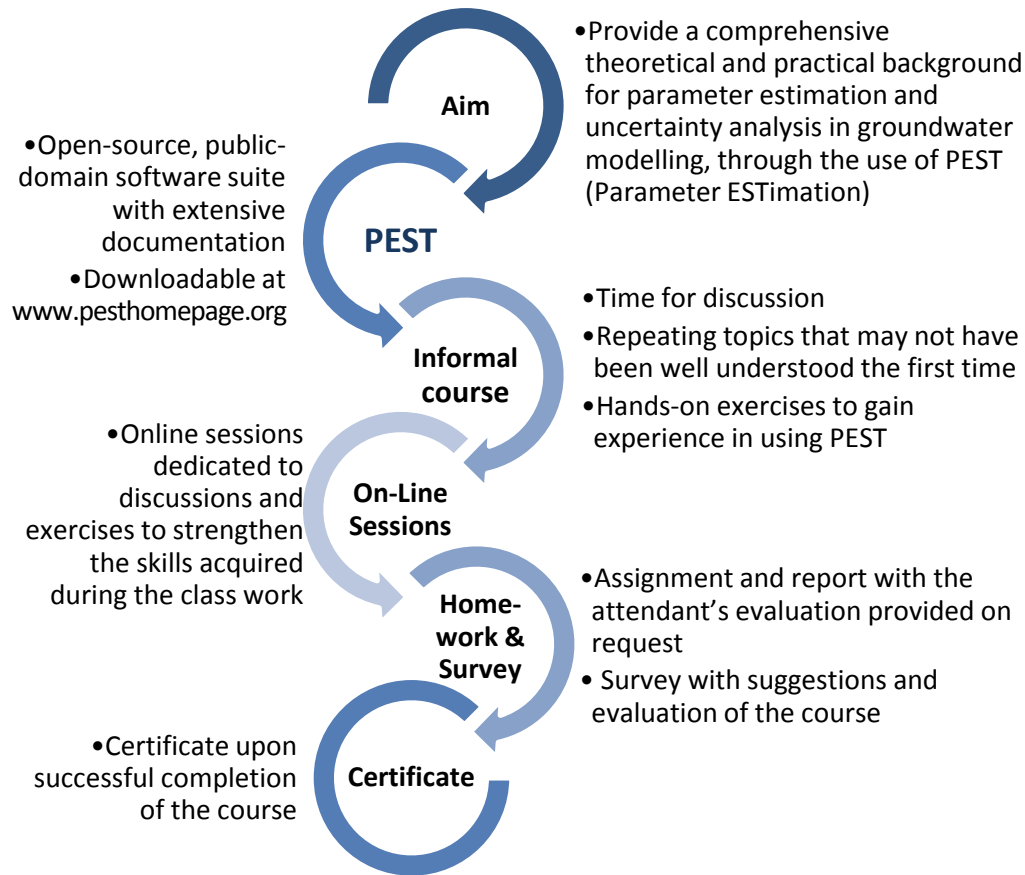 Aim
•Provide a comprehensive
theoretical and practical background
for parameter estimation and
uncertainty analysis in groundwater
modelling, through the use of PEST
(Parameter ESTimation)
•Open-source, public-
domain software suite
with extensive
documentation
•Downloadable at
www.pesthomepage.org
PEST
Informal
course
•Time for discussion
•Repeating topics that may not have
been well understood the first time
•Hands-on exercises to gain
experience in using PEST
•Online sessions
dedicated to
discussions and
exercises to strengthen
the skills acquired
during the class work
On-Line
Sessions
Home-
work &
Survey
•Assignment and report with the
attendant’s evaluation provided on
request
• Survey with suggestions and
evaluation of the course
•Certificate upon
successful completion
of the course
Certificate